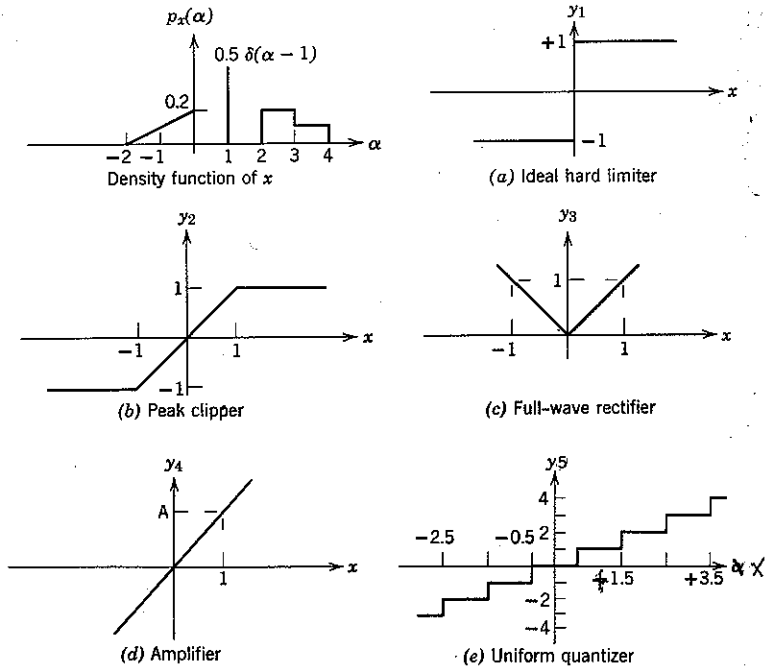 pₓ(α)
0.5 δ(α − 1)
0.2
−2 −1 1 2 3 4 α
Density function of x
y₁
+1
x
−1
(a) Ideal hard limiter
y₂
1
−1 1 x
−1
(b) Peak clipper
y₃
1
−1 1 x
(c) Full-wave rectifier
y₄
A
1 x
(d) Amplifier
y5
4
2
−2.5 −0.5
+1.5 +3.5 X
−2
−4
(e) Uniform quantizer